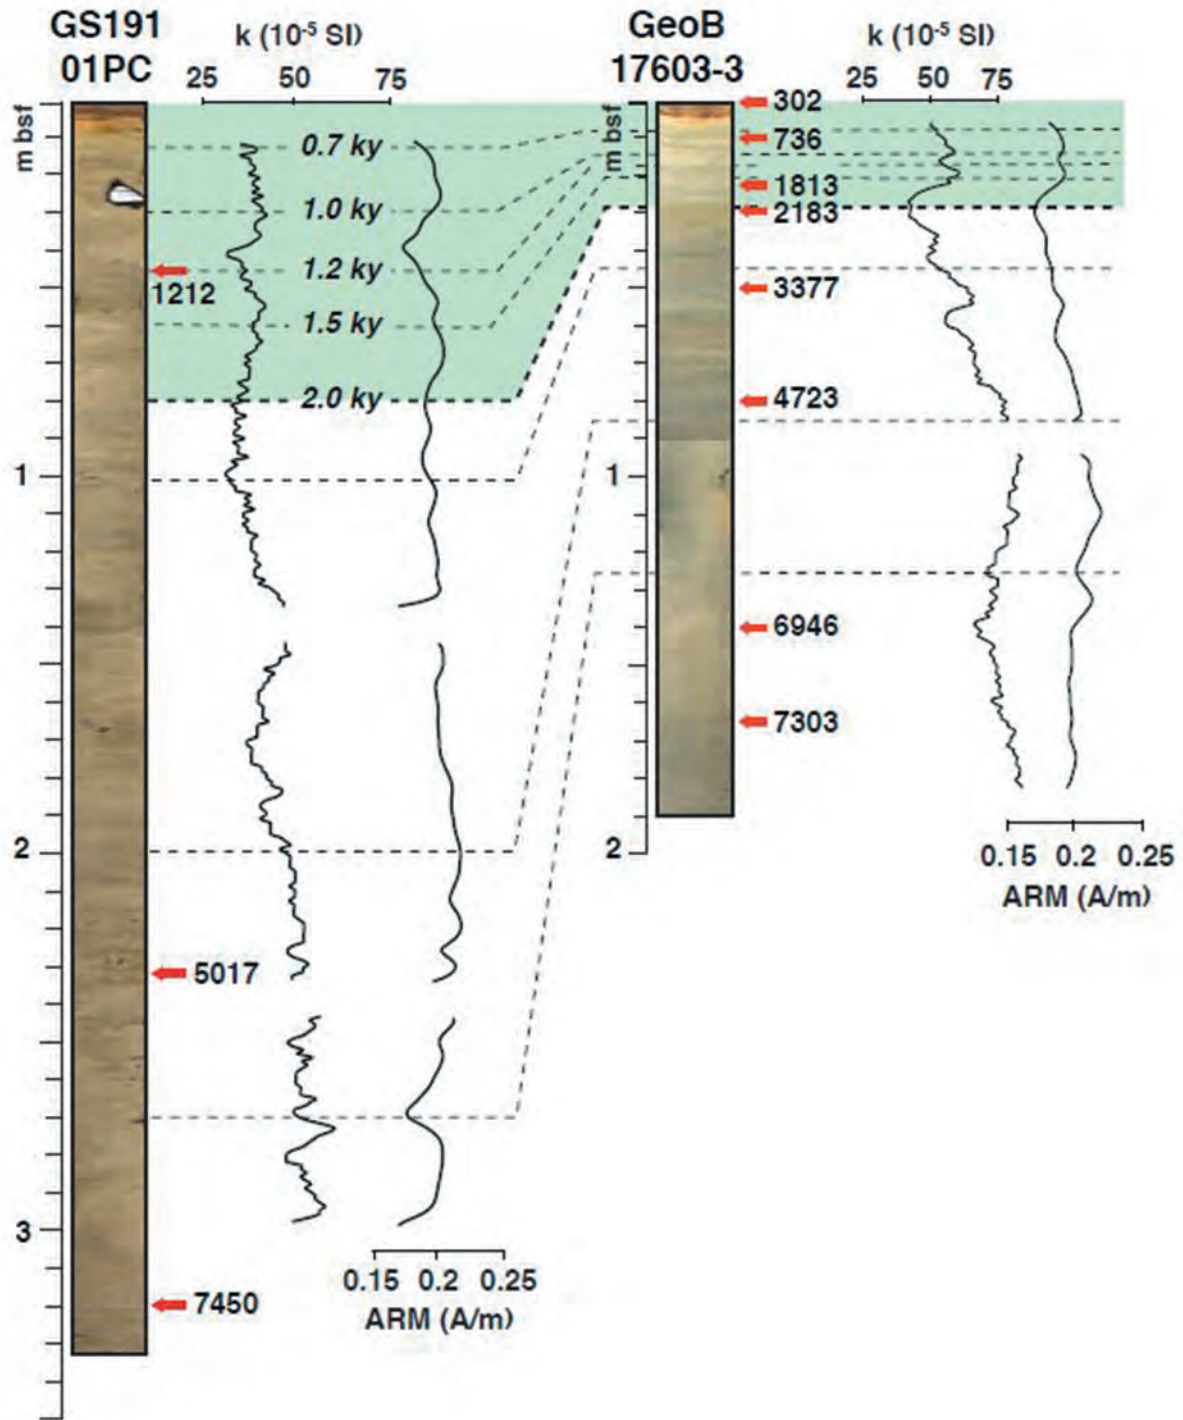 GS191
01PC
k (10-5 SI)
25 50 75
m bsf
0.7 ky
1.0 ky
1.2 ky
1212
1.5 ky
2.0 ky
1
2
5017
3
7450
0.15 0.2 0.25
ARM (A/m)
GeoB
17603-3
k (10-5 SI)
25 50 75
m bsf
302
736
1813
2183
3377
4723
1
6946
7303
2
0.15 0.2 0.25
ARM (A/m)